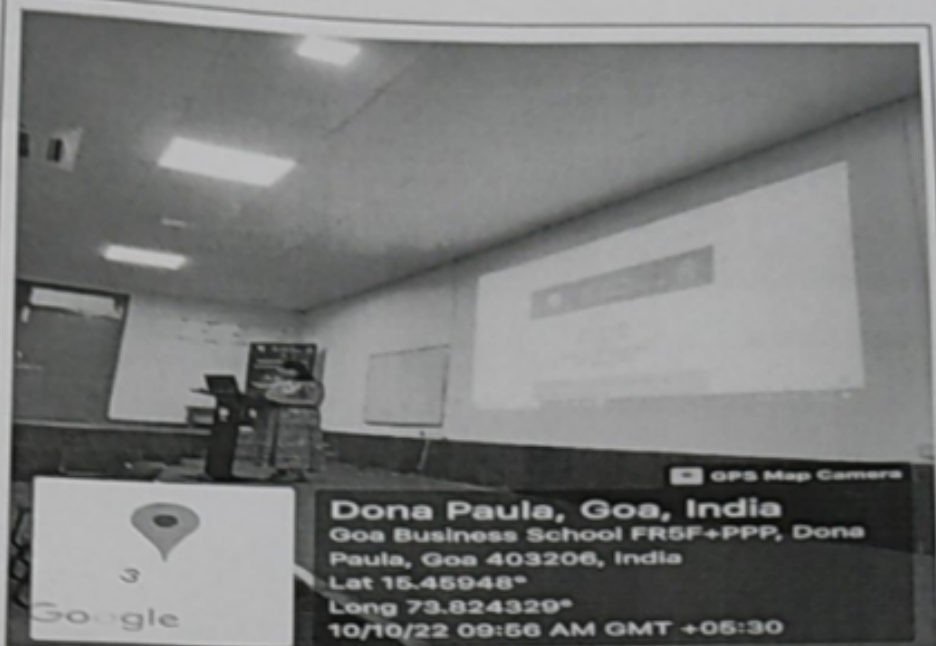 GPS Map Camera
Dona Paula, Goa, India
Goa Business School FR5F+PPP, Dona
Paula, Goa 403206, India
Lat 15.45948°
Long 73.824329°
10/10/22 09:56 AM GMT +05:30
3
Google